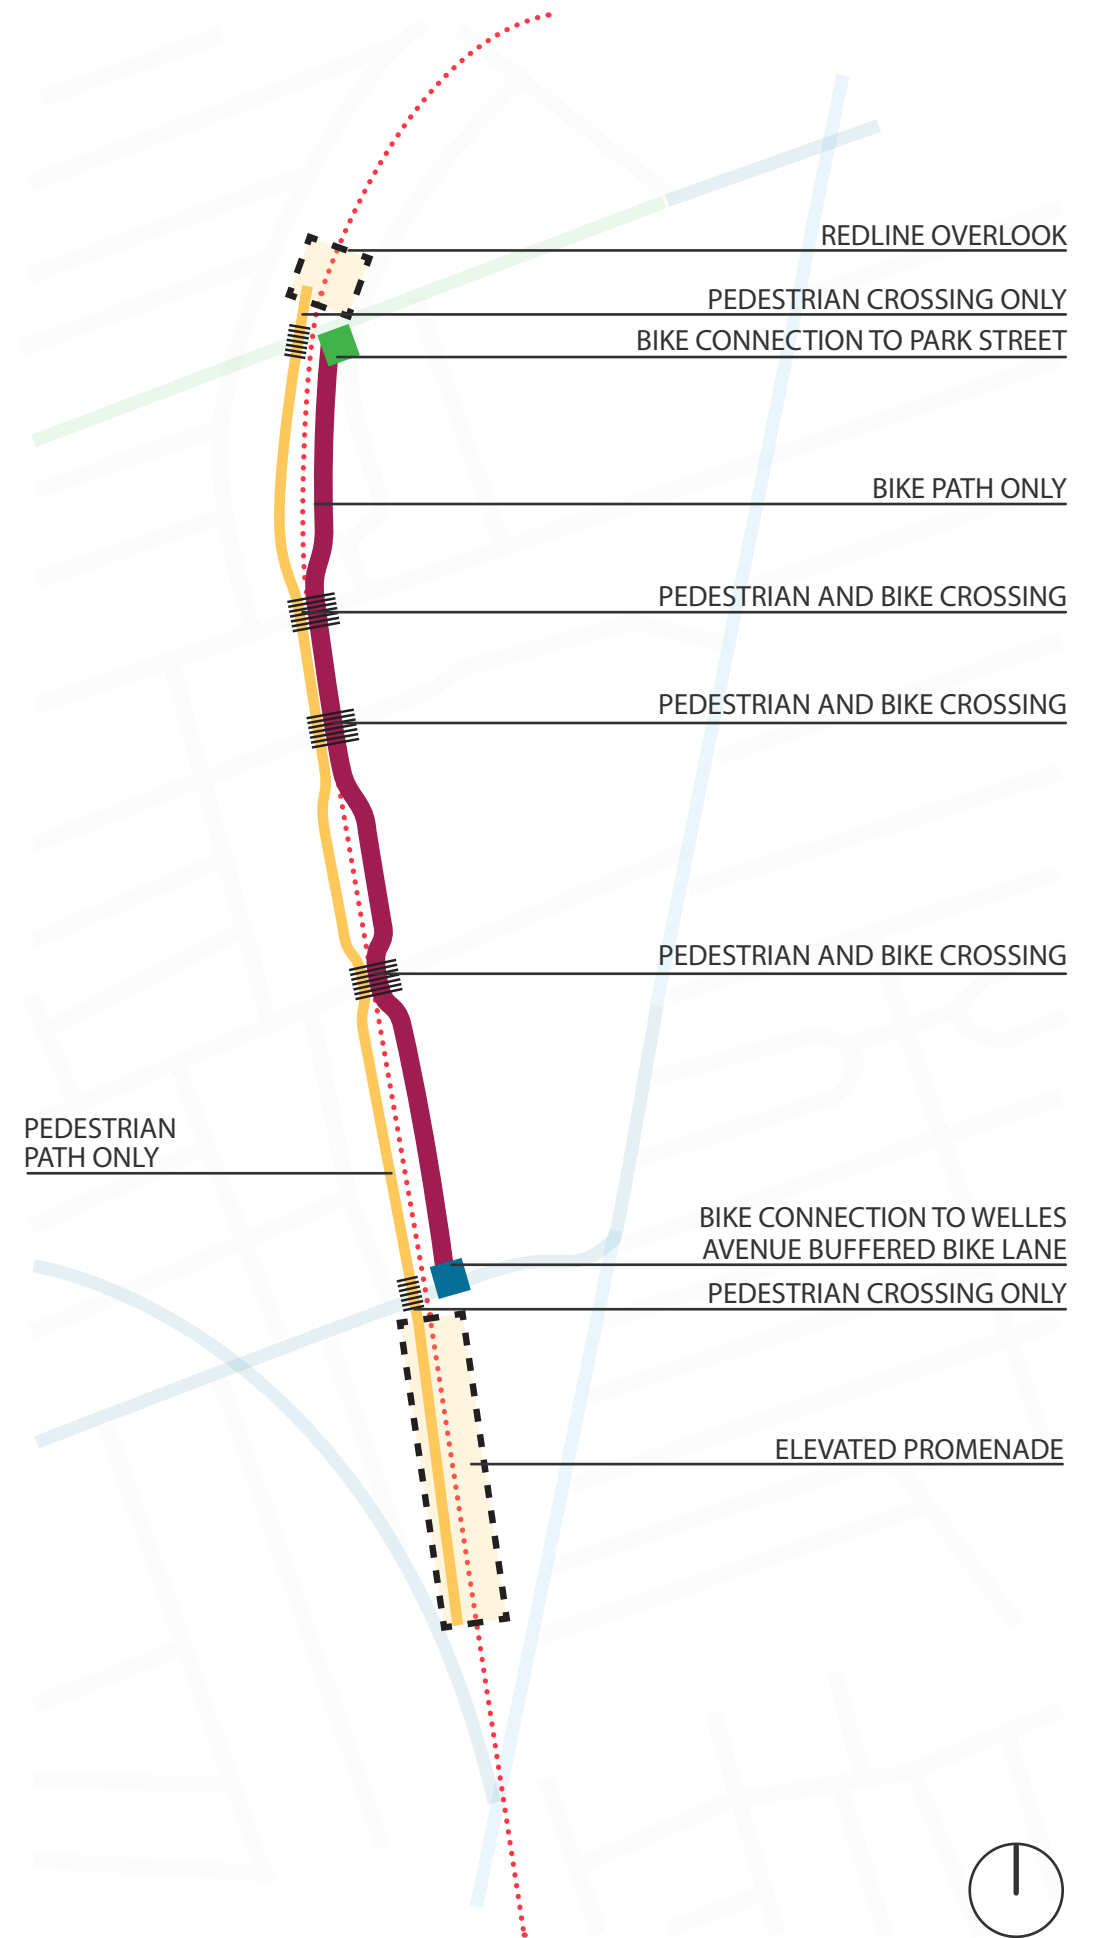 REDLINE OVERLOOK
PEDESTRIAN CROSSING ONLY
BIKE CONNECTION TO PARK STREET
BIKE PATH ONLY
PEDESTRIAN AND BIKE CROSSING
PEDESTRIAN AND BIKE CROSSING
PEDESTRIAN AND BIKE CROSSING
PEDESTRIAN
PATH ONLY
BIKE CONNECTION TO WELLES
AVENUE BUFFERED BIKE LANE
PEDESTRIAN CROSSING ONLY
ELEVATED PROMENADE